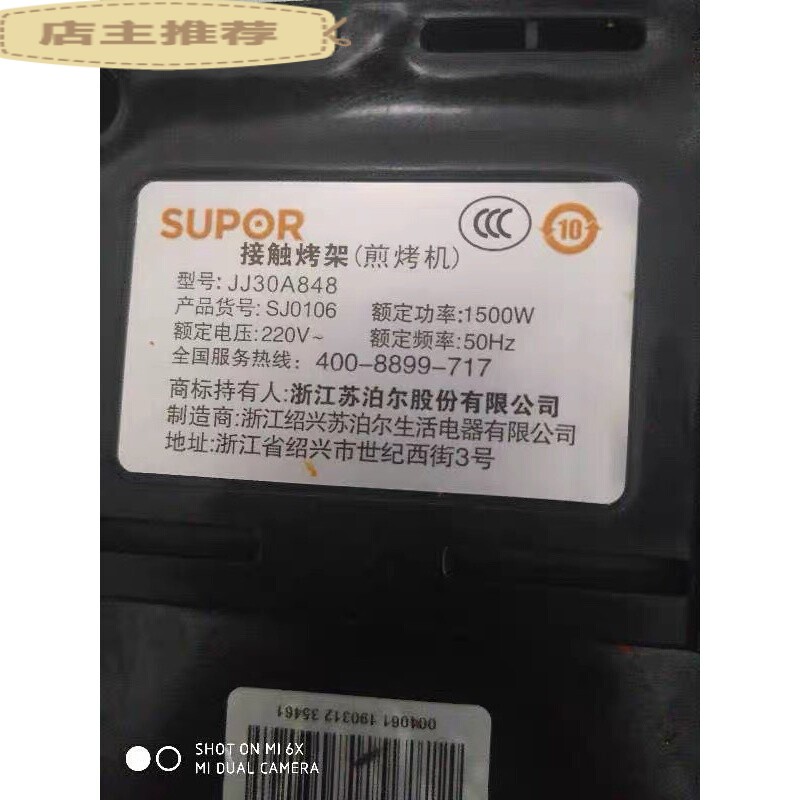 店主推荐
SUPOR
CCC
10
接触烤架(煎烤机)
型号: JJ30A848
产品货号: SJ0106 额定功率:1500W
额定电压:220V~ 额定频率:50Hz
全国服务热线: 400-8899-717
商标持有人:浙江苏泊尔股份有限公司
制造商:浙江绍兴苏泊尔生活电器有限公司
地址:浙江省绍兴市世纪西街3号
004061 190312 35461
SHOT ON MI 6X
MI DUAL CAMERA